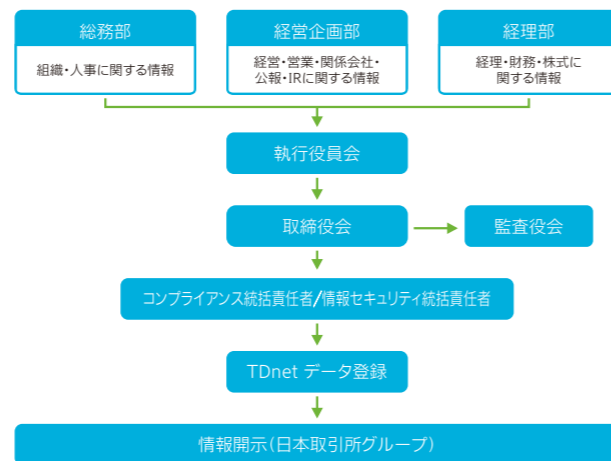 総務部
組織・人事に関する情報
経営企画部
経営・営業・関係会社・
公報・IRに関する情報
経理部
経理・財務・株式に
関する情報
執行役員会
取締役会
監査役会
コンプライアンス統括責任者/情報セキュリティ統括責任者
TDnet データ登録
情報開示(日本取引所グループ)